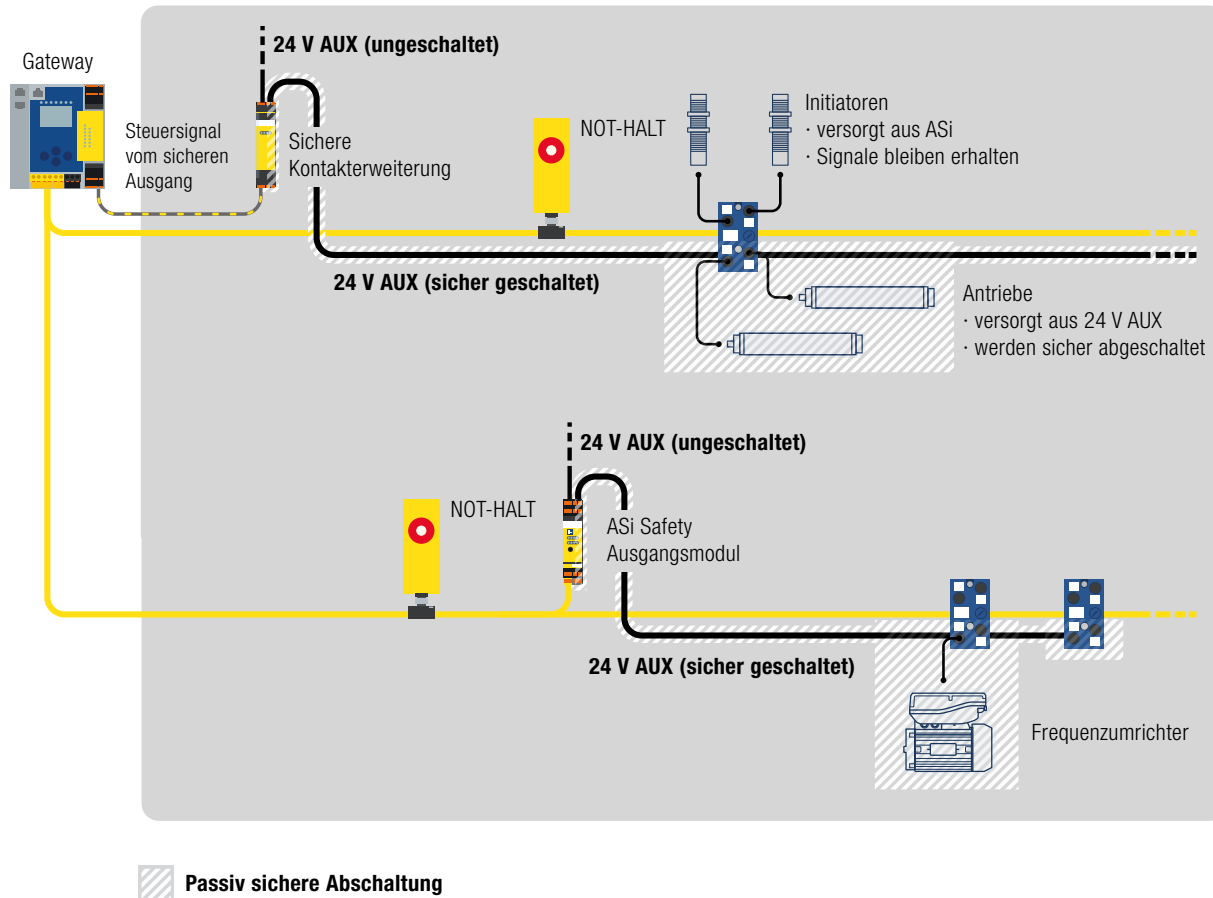 24 V AUX (ungeschaltet)
Gateway
Steuersignal
vom sicheren
Ausgang
Sichere
Kontakterweiterung
NOT-HALT
Initiatoren
· versorgt aus ASi
· Signale bleiben erhalten
24 V AUX (sicher geschaltet)
Antriebe
· versorgt aus 24 V AUX
· werden sicher abgeschaltet
24 V AUX (ungeschaltet)
NOT-HALT
ASi Safety
Ausgangsmodul
24 V AUX (sicher geschaltet)
Frequenzumrichter
Passiv sichere Abschaltung